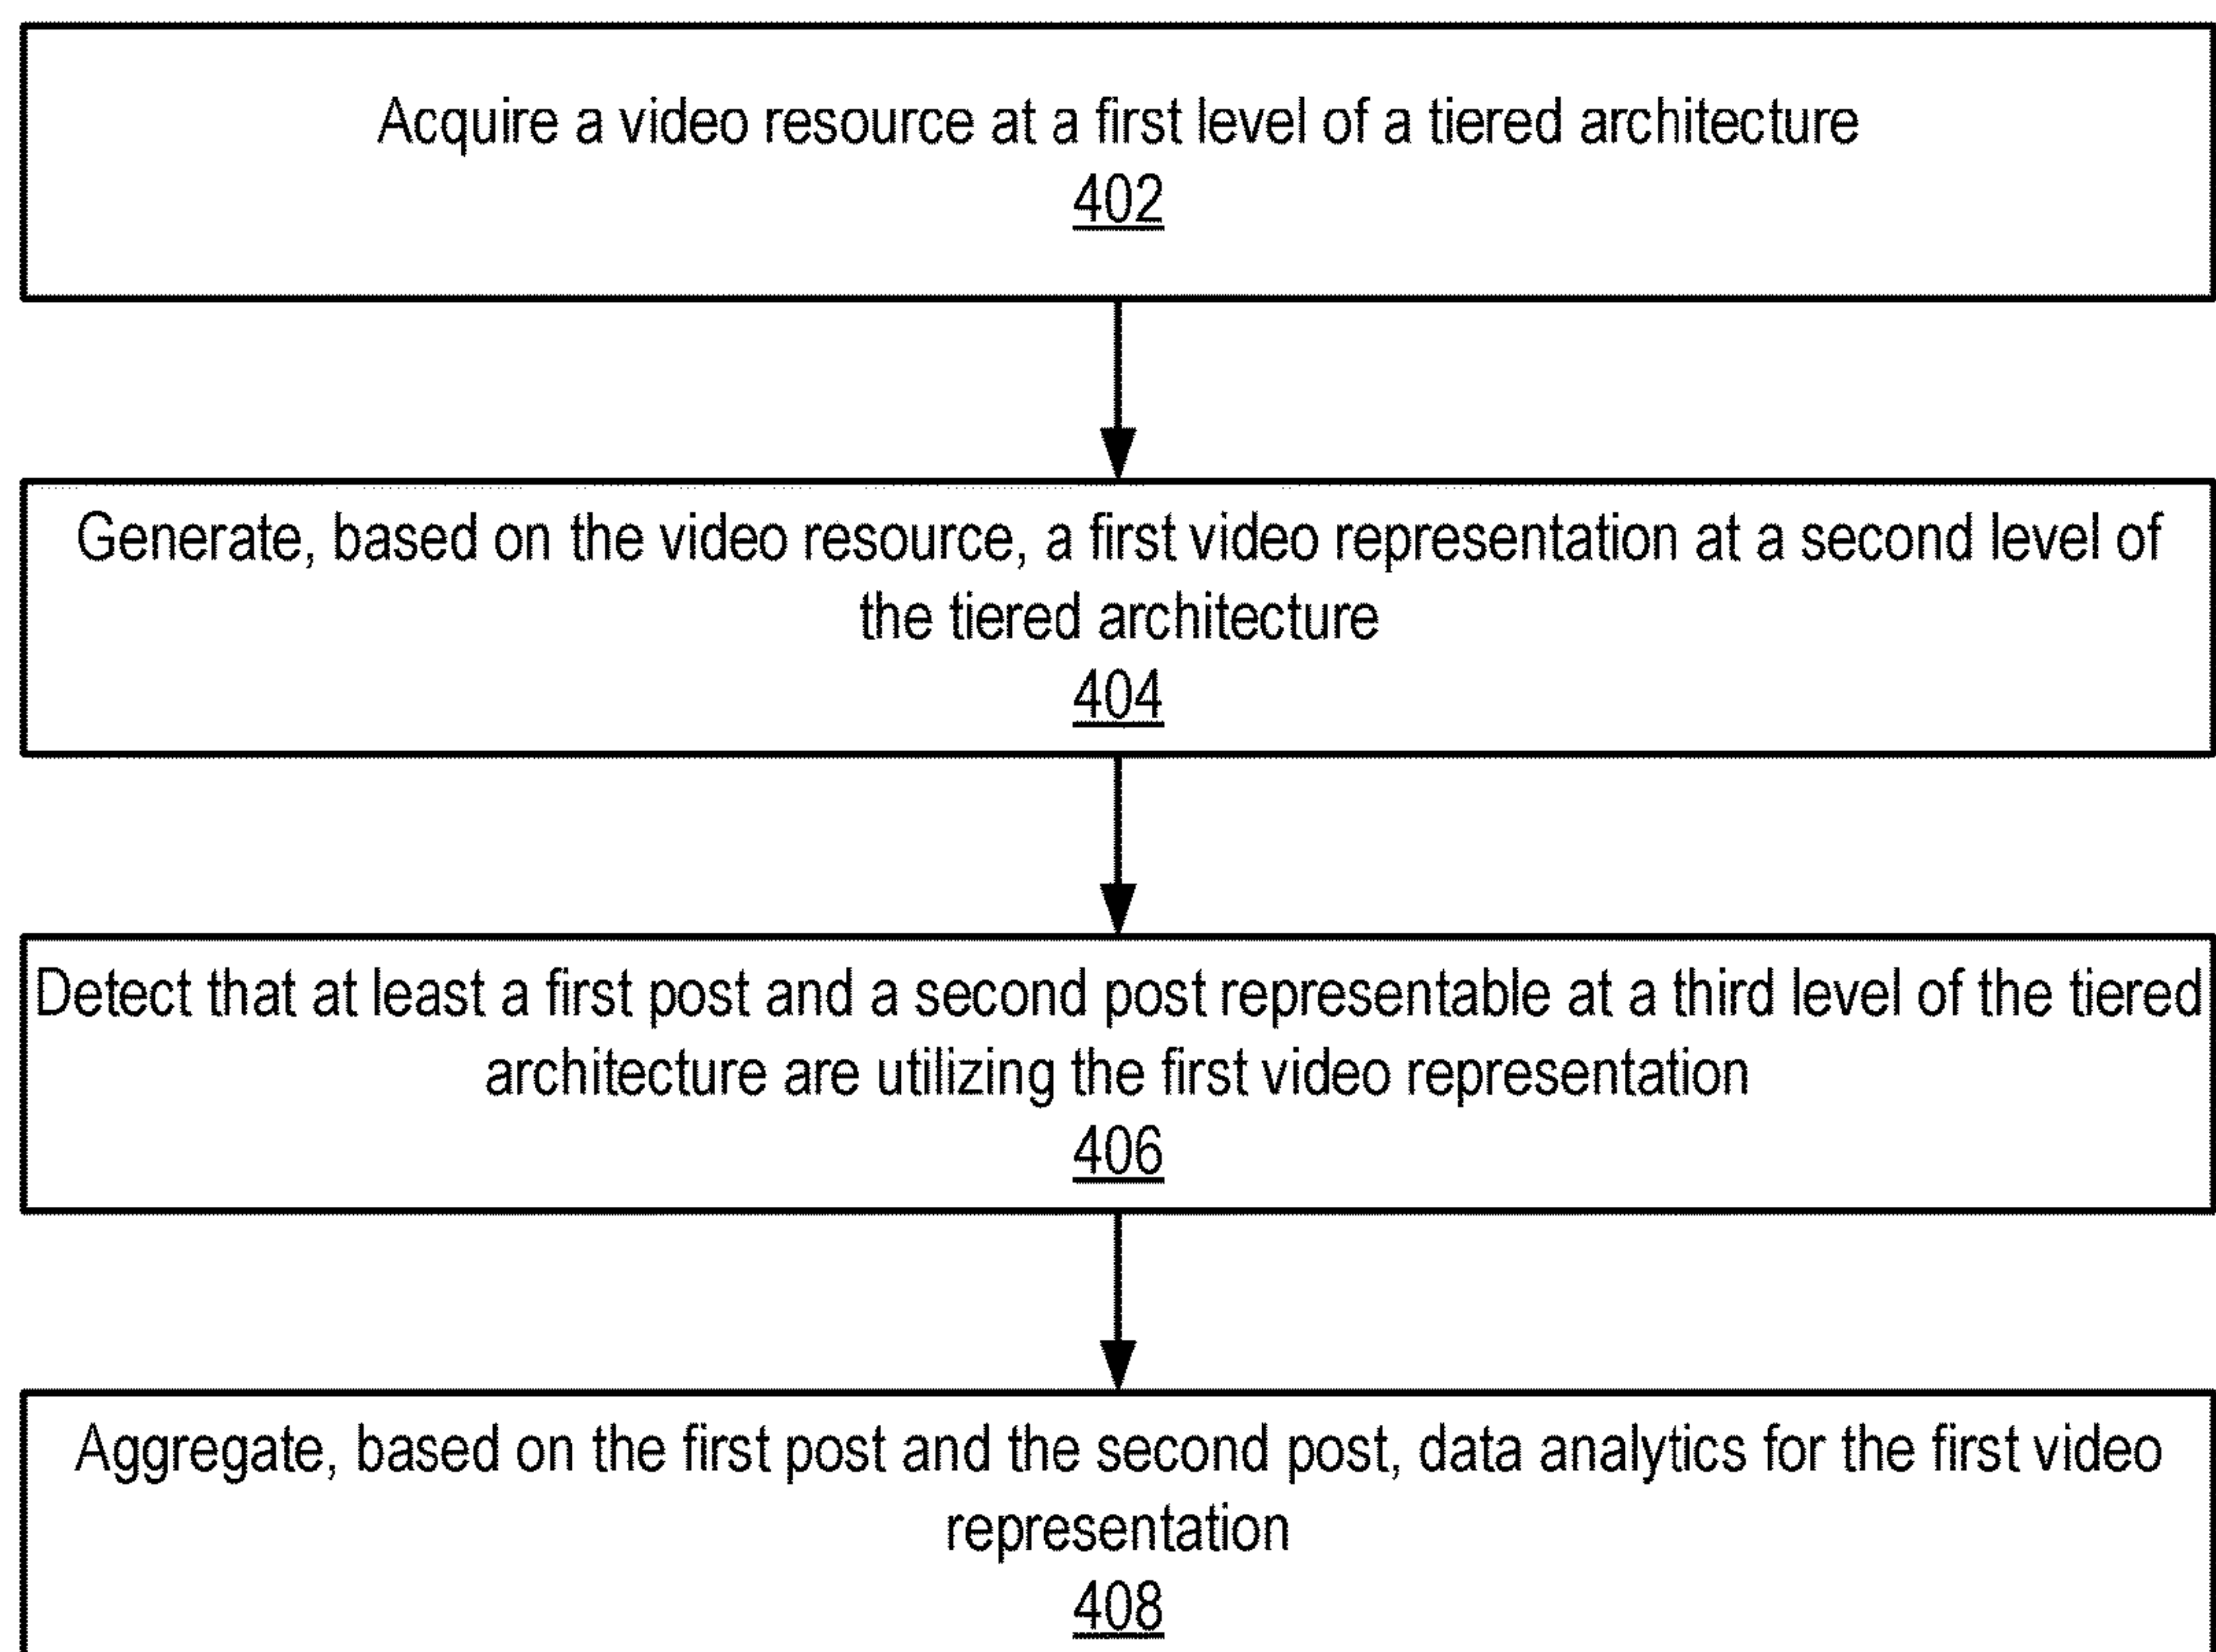 Acquire a video resource at a first level of a tiered architecture
402
Generate, based on the video resource, a first video representation at a second level of
the tiered architecture
404
Detect that at least a first post and a second post representable at a third level of the tiered
architecture are utilizing the first video representation
406
Aggregate, based on the first post and the second post, data analytics for the first video
representation
408